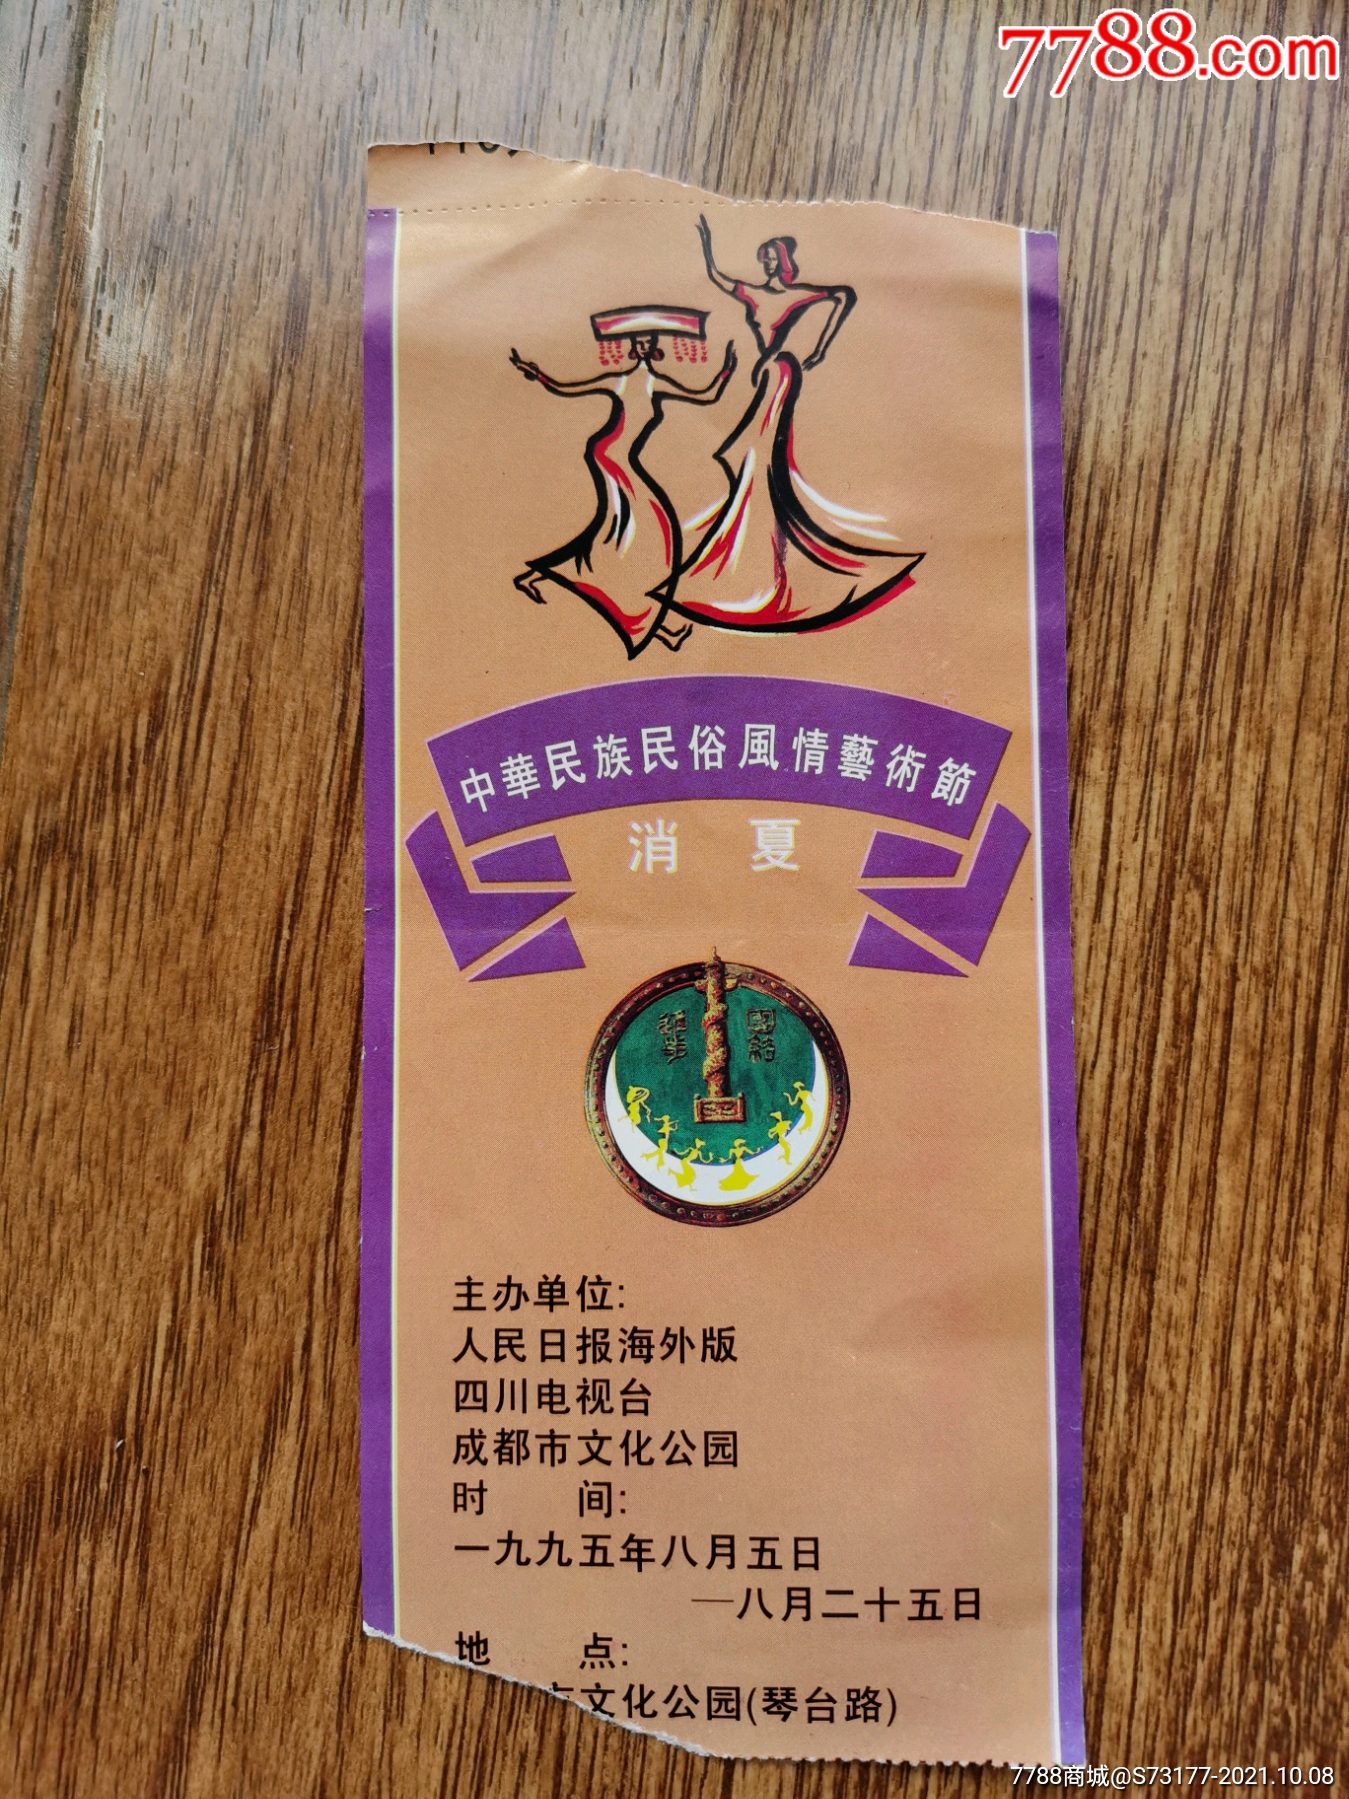 7788.com
中華民族民俗風情藝術節
消 夏
團結
主办单位:
人民日报海外版
四川电视台
成都市文化公园
时 间:
一九九五年八月五日
—八月二十五日
地 点:
市文化公园(琴台路)
7788商城@S73177-2021.10.08